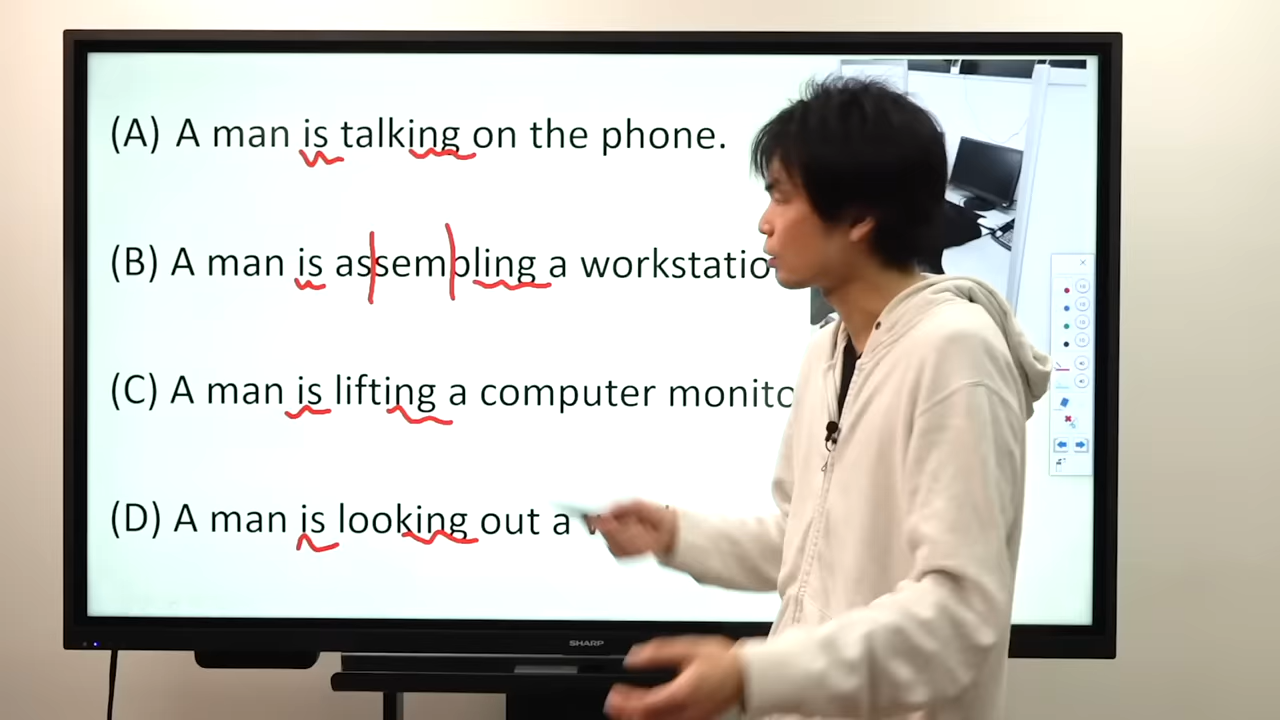 (A) A man is talking on the phone.
(B) A man is assembling a workstatio
(C) A man is lifting a computer monito
(D) A man is looking out a
SHARP